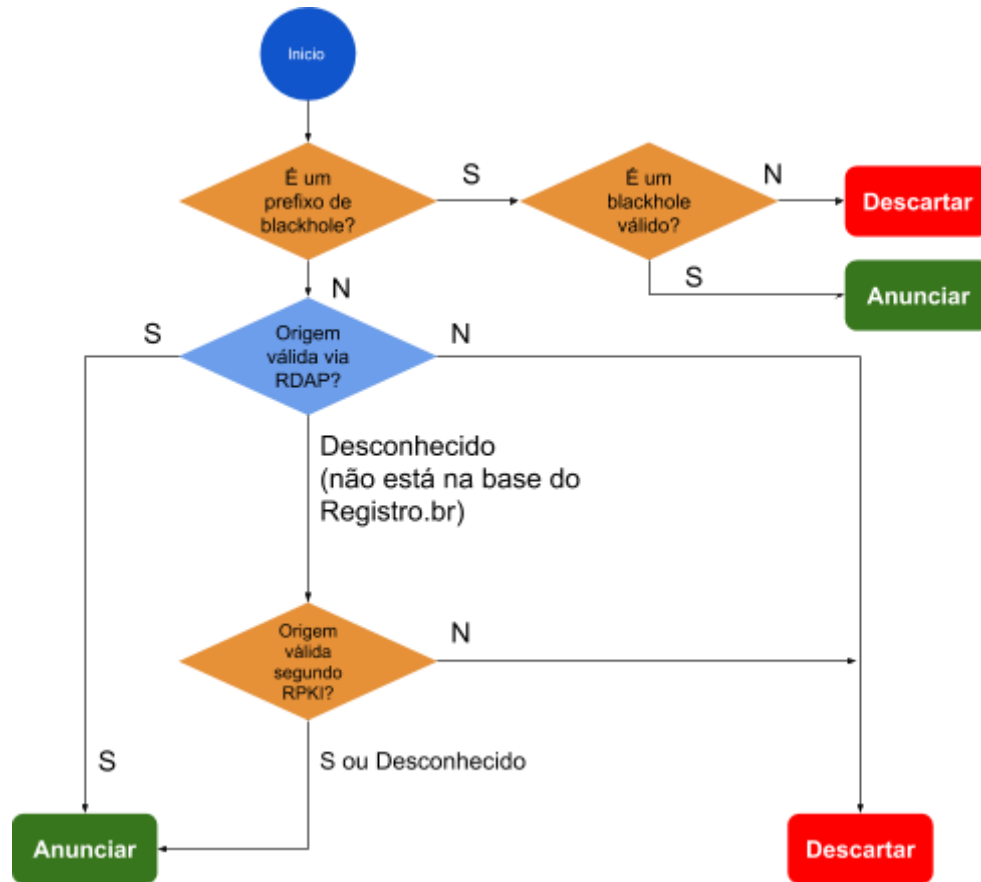 Inicio
É um
prefixo de
blackhole?
S
É um
blackhole
válido?
N
Descartar
S
Anunciar
N
S
Origem
válida via
RDAP?
N
Desconhecido
(não está na base do
Registro.br)
Origem
válida
segundo
RPKI?
N
S
S ou Desconhecido
Anunciar
Descartar